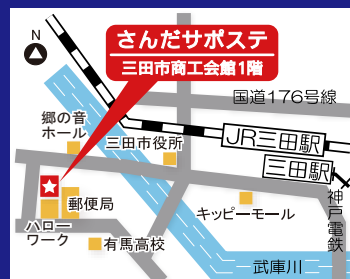 さんだサポステ
三田市商工会館1階
N
国道176号線
郷の音
ホール
三田市役所
JR三田駅
三田駅
神戸電鉄
郵便局
ハロー
ワーク
キッピーモール
有馬高校
武庫川